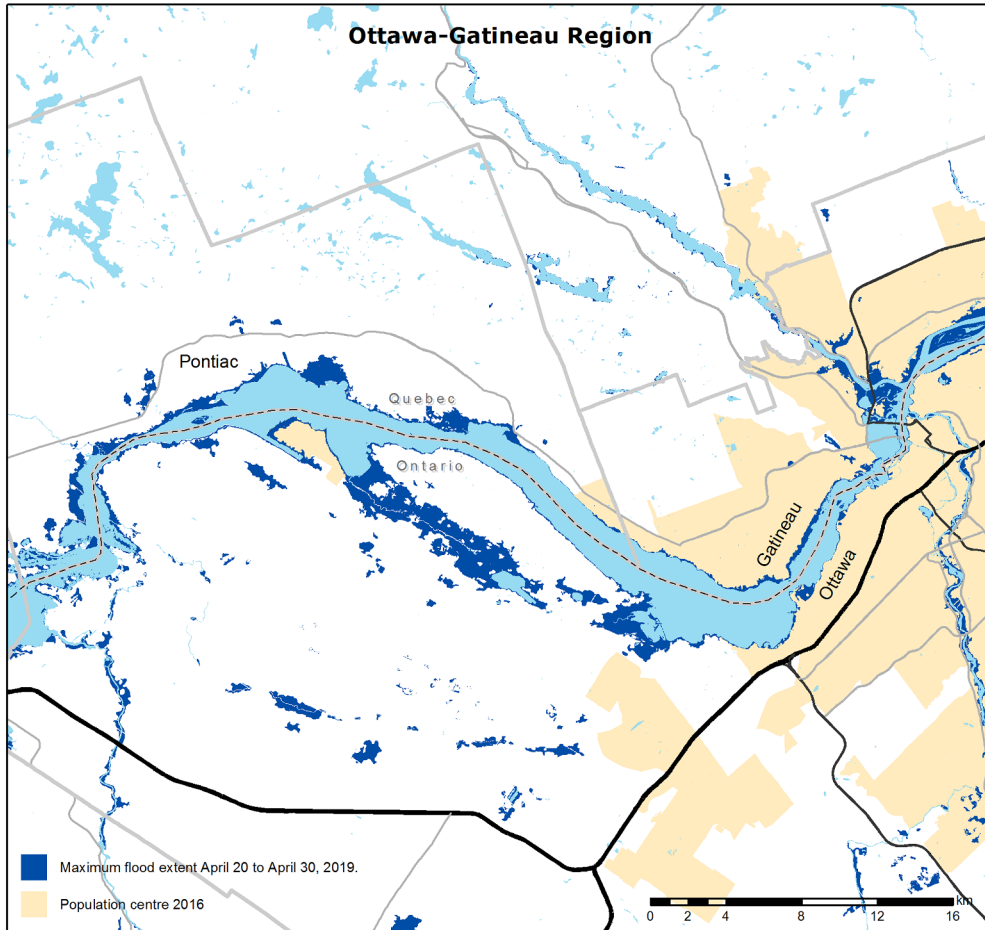 Ottawa-Gatineau Region
Pontiac
Quebec
Ontario
Gatineau
Ottawa
Maximum flood extent April 20 to April 30, 2019.
Population centre 2016
km
0 2 4 8 12 16